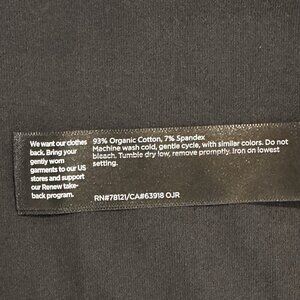 We want our clothes
back. Bring your
gently worn
garments to our US
stores and support
our Renew take-
back program.
93% Organic Cotton, 7% Spandex
Machine wash cold, gentle cycle, with similar colors. Do not
bleach. Tumble dry low, remove promptly. Iron on lowest
setting.
RN#78121/CA#63918 OJR